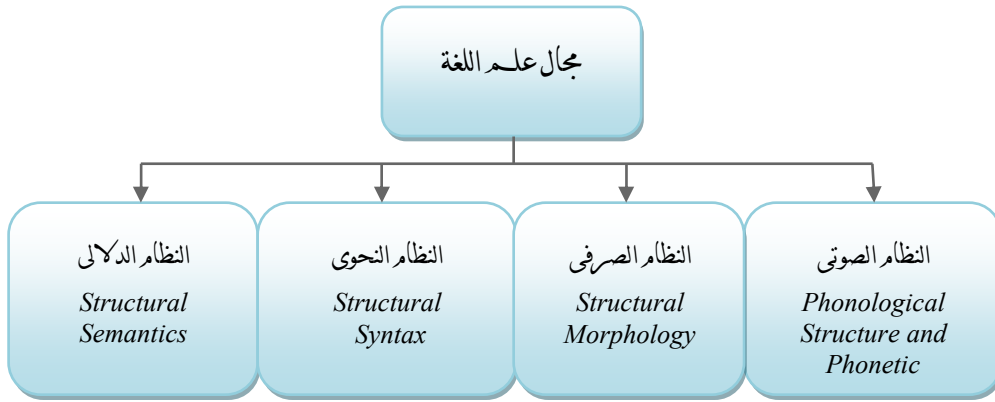 مجال علم اللغة
النظام الصوتى
Phonological
Structure and
Phonetic
النظام الصرفى
Structural
Morphology
النظام النحوى
Structural
Syntax
النظام الدلالى
Structural
Semantics